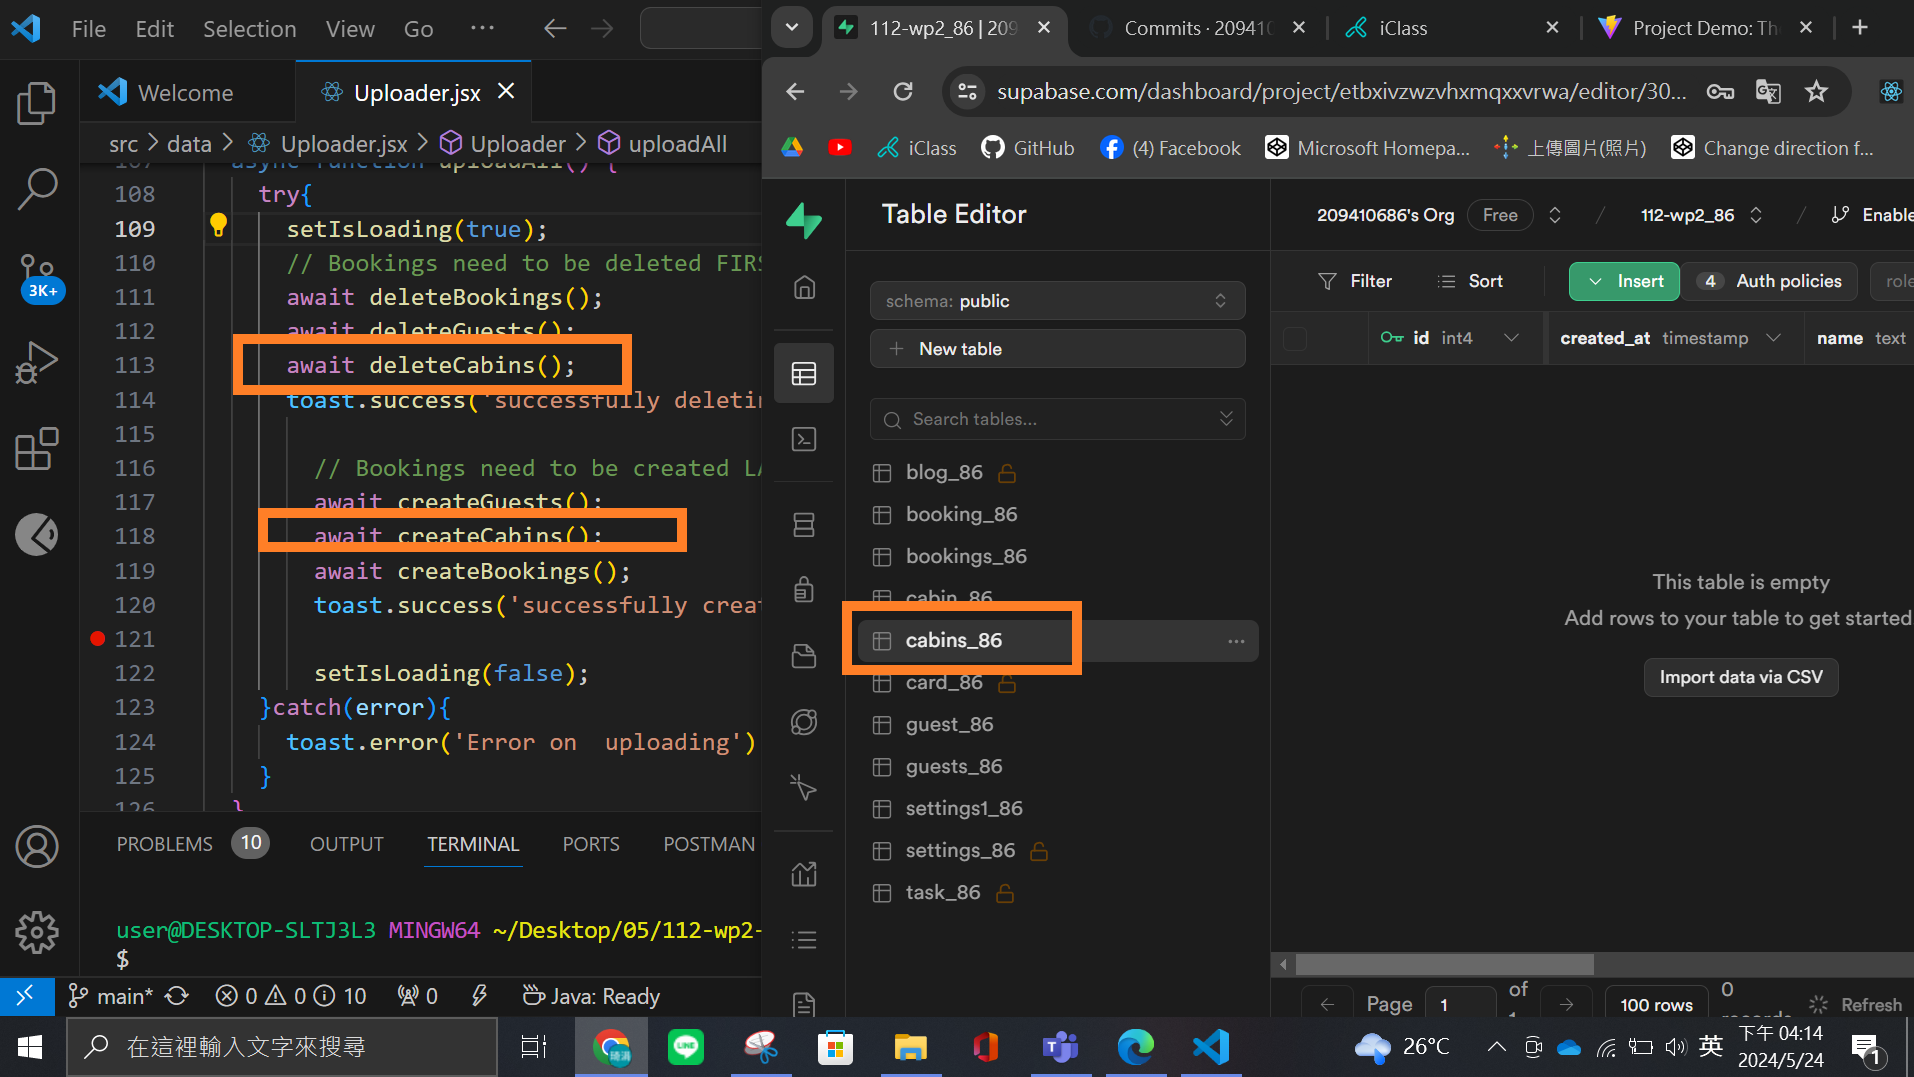 File Edit Selection View Go ···
Welcome
Uploader.jsx
src > data > Uploader.jsx > Uploader > uploadAll
107 async function uploadAll() {
108 try{
109 setIsLoading(true);
110 // Bookings need to be deleted FIRS
111 await deleteBookings();
112 await deleteGuests();
113 await deleteCabins();
114 toast.success('successfully deletin
115
116 // Bookings need to be created LA
117 await createGuests();
118 await createCabins();
119 await createBookings();
120 toast.success('successfully creat
121
122 setIsLoading(false);
123 }catch(error){
124 toast.error('Error on  uploading')
125 }
126 }
3K+
PROBLEMS 10 OUTPUT TERMINAL PORTS POSTMAN
user@DESKTOP-SLTJ3L3 MINGW64 ~/Desktop/05/112-wp2-
$
main* 0 0 10 0 Java: Ready
112-wp2_86 | 209
Commits · 20941
iClass
Project Demo: Th
supabase.com/dashboard/project/etbxivzwzvhxmqxxvrwa/editor/30...
iClass
GitHub
(4) Facebook
Microsoft Homepa...
上傳圖片(照片)
Change direction f...
Table Editor
209410686's Org Free / 112-wp2_86 / Enable
schema: public
New table
Search tables...
blog_86
booking_86
bookings_86
cabin_86
cabins_86
card_86
guest_86
guests_86
settings1_86
settings_86
task_86
Filter Sort Insert 4 Auth policies role
id int4 created_at timestamp name text
This table is empty
Add rows to your table to get started
Import data via CSV
Page 1 of 1 100 rows 0 records Refresh
在這裡輸入文字來搜尋
26°C
英
下午 04:14
2024/5/24
1